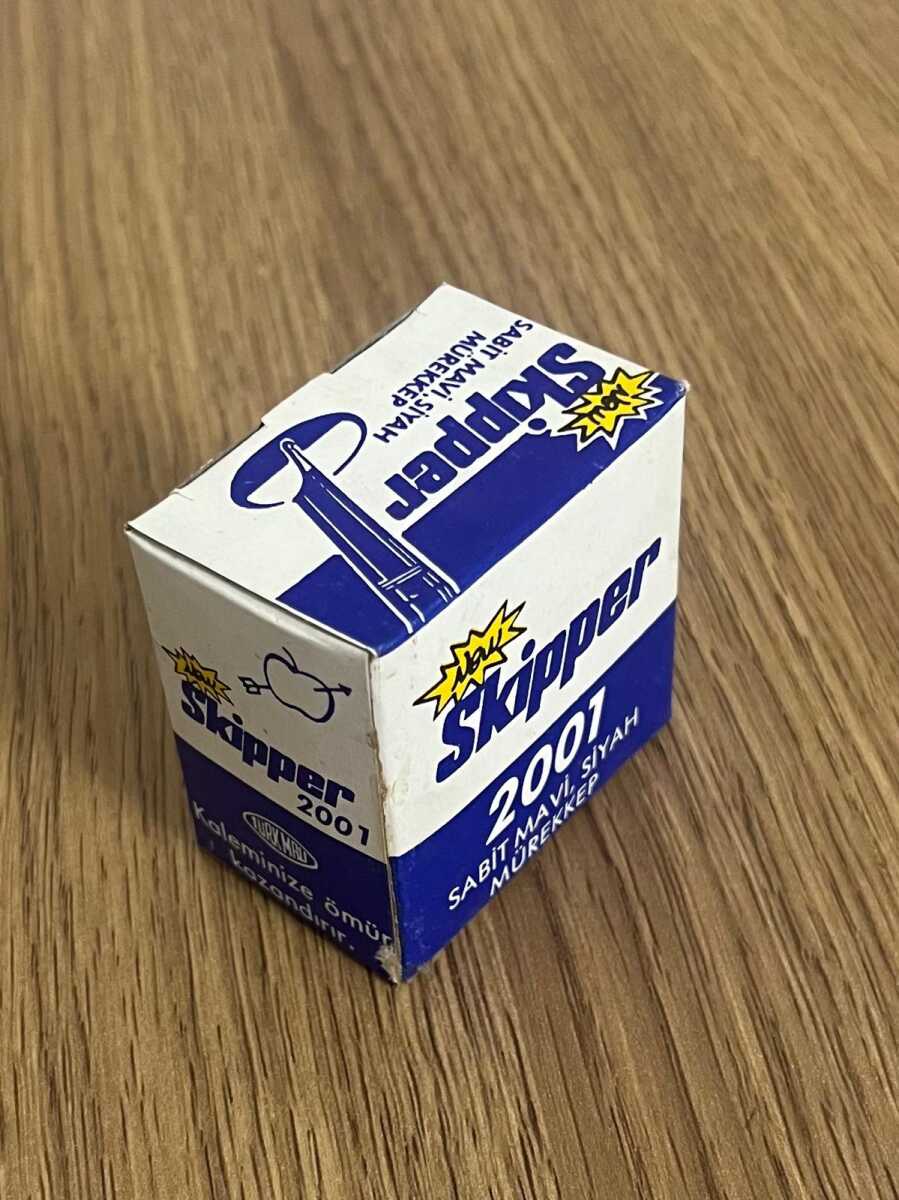 SABİT MAVİ, SİYAH
MÜREKKEP
Skipper
New
New
Skipper
2001
SABİT MAVİ, SİYAH
MÜREKKEP
New
Skipper
2001
TÜRKMAD
Kaleminize ömür
kazandırır.